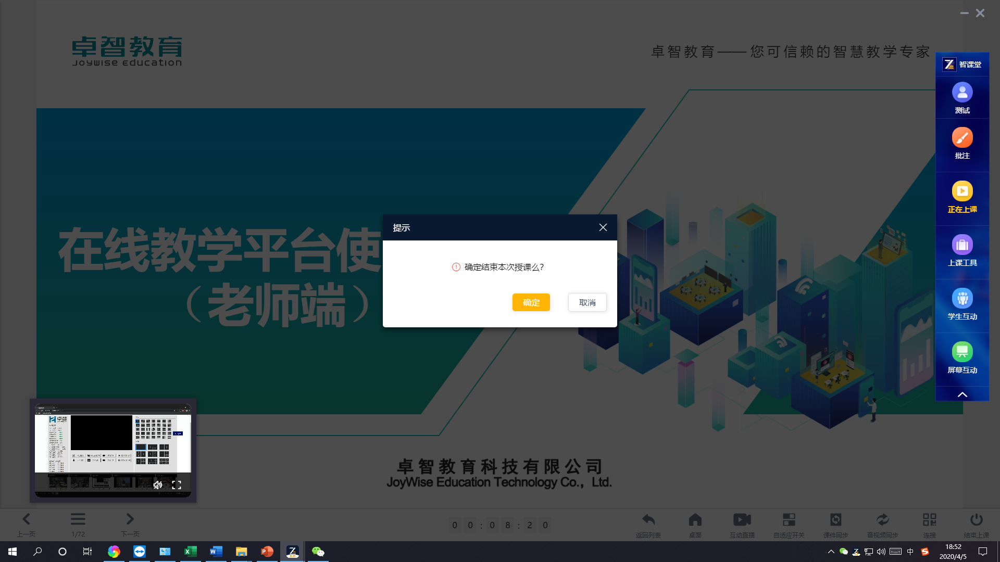 卓智教育
Joywise education
卓智教育——您可信赖的智慧教学专家
智课堂
测试
批注
正在上课
上课工具
学生互动
屏幕互动
在线教学平台使
（老师端）
提示
确定结束本次授课么？
确定
取消
卓智教育科技有限公司
JoyWise Education Technology Co.，Ltd.
上一页
1/72
下一页
00:08:20
返回列表
桌面
互动直播
自适应开关
课件同步
音视频同步
连接
结束上课
中
18:52
2020/4/5